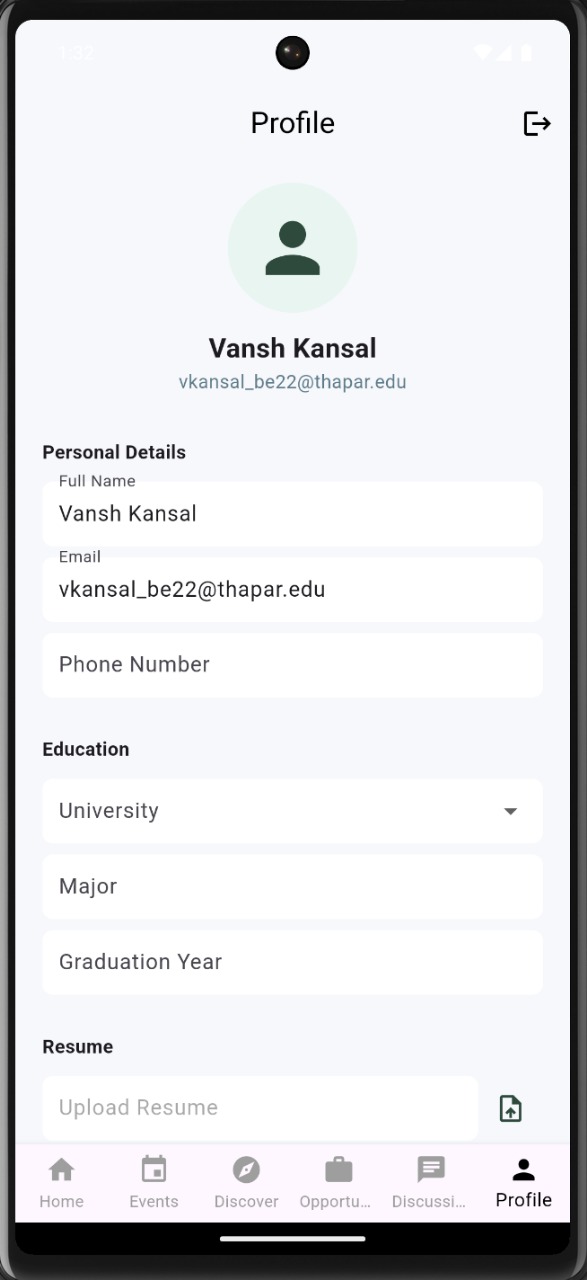 1:32
Profile
Vansh Kansal
vkansal_be22@thapar.edu
Personal Details
Full Name
Vansh Kansal
Email
vkansal_be22@thapar.edu
Phone Number
Education
University
Major
Graduation Year
Resume
Upload Resume
Home Events Discover Opportu... Discussi... Profile